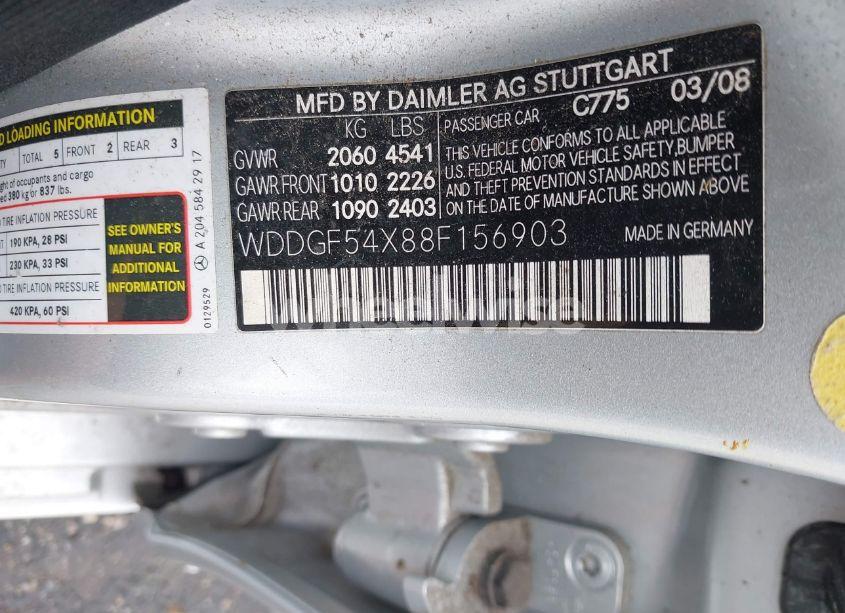 D LOADING INFORMATION
TY TOTAL 5 FRONT 2 REAR 3
ght of occupants and cargo
ed 380 kg or 837 lbs.
D TIRE INFLATION PRESSURE
190 KPA, 28 PSI
230 KPA, 33 PSI
D TIRE INFLATION PRESSURE
420 KPA, 60 PSI
SEE OWNER'S
MANUAL FOR
ADDITIONAL
INFORMATION
A 204 584 29 17
0129529
MFD BY DAIMLER AG STUTTGART
KG LBS
GVWR 2060 4541
GAWR FRONT 1010 2226
GAWR REAR 1090 2403
PASSENGER CAR C775 03/08
THIS VEHICLE CONFORMS TO ALL APPLICABLE
U.S. FEDERAL MOTOR VEHICLE SAFETY, BUMPER
AND THEFT PREVENTION STANDARDS IN EFFECT
ON THE DATE OF MANUFACTURE SHOWN ABOVE
WDDGF54X88F156903
MADE IN GERMANY
wheelwise